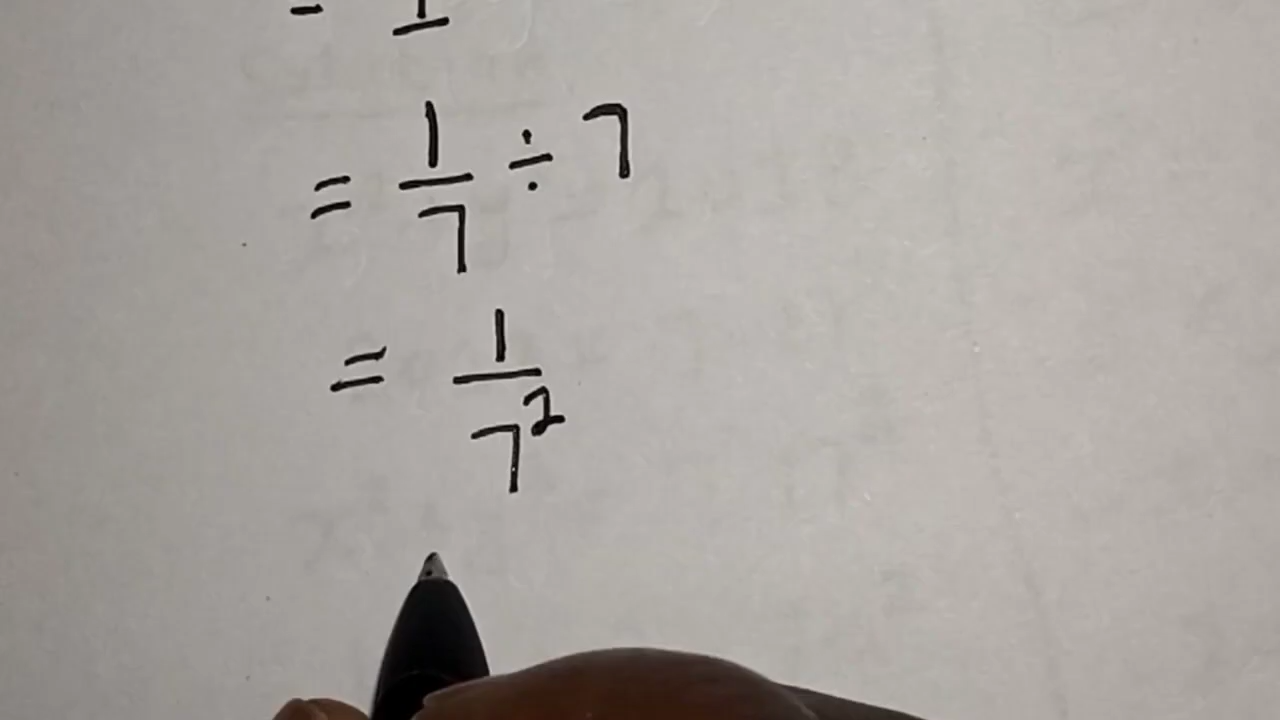 = 1/7 ÷ 7
= 1/7²